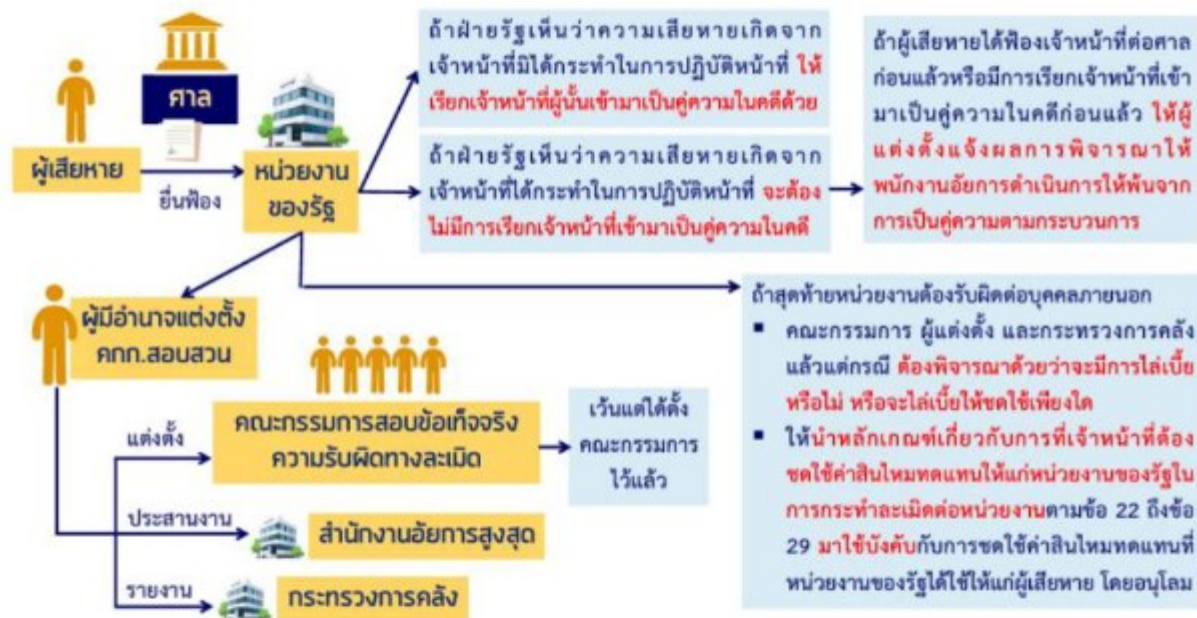 ศาล
ผู้เสียหาย
ยื่นฟ้อง
หน่วยงาน
ของรัฐ
ถ้าฝ่ายรัฐเห็นว่าความเสียหายเกิดจาก
เจ้าหน้าที่มิได้กระทำในการปฏิบัติหน้าที่ ให้
เรียกเจ้าหน้าที่ผู้นั้นเข้ามาเป็นคู่ความในคดีด้วย
ถ้าฝ่ายรัฐเห็นว่าความเสียหายเกิดจาก
เจ้าหน้าที่ได้กระทำในการปฏิบัติหน้าที่ จะต้อง
ไม่มีการเรียกเจ้าหน้าที่เข้ามาเป็นคู่ความในคดี
ถ้าผู้เสียหายได้ฟ้องเจ้าหน้าที่ต่อศาล
ก่อนแล้วหรือมีการเรียกเจ้าหน้าที่เข้า
มาเป็นคู่ความในคดีก่อนแล้ว ให้ผู้
แต่งตั้งแจ้งผลการพิจารณาให้
พนักงานอัยการดำเนินการให้พ้นจาก
การเป็นคู่ความตามกระบวนการ
ผู้มีอำนาจแต่งตั้ง
คกก.สอบสวน
แต่งตั้ง
คณะกรรมการสอบข้อเท็จจริง
ความรับผิดทางละเมิด
เว้นแต่ได้ตั้ง
คณะกรรมการ
ไว้แล้ว
ประสานงาน
สำนักงานอัยการสูงสุด
รายงาน
กระทรวงการคลัง
ถ้าสุดท้ายหน่วยงานต้องรับผิดต่อบุคคลภายนอก
▪ คณะกรรมการ ผู้แต่งตั้ง และกระทรวงการคลัง
แล้วแต่กรณี ต้องพิจารณาด้วยว่าจะมีการไล่เบี้ย
หรือไม่ หรือจะไล่เบี้ยให้ชดใช้เพียงใด
▪ ให้นำหลักเกณฑ์เกี่ยวกับการที่เจ้าหน้าที่ต้อง
ชดใช้ค่าสินไหมทดแทนให้แก่หน่วยงานของรัฐใน
การกระทำละเมิดต่อหน่วยงานตามข้อ 22 ถึงข้อ
29 มาใช้บังคับกับการชดใช้ค่าสินไหมทดแทนที่
หน่วยงานของรัฐได้ใช้ให้แก่ผู้เสียหาย โดยอนุโลม